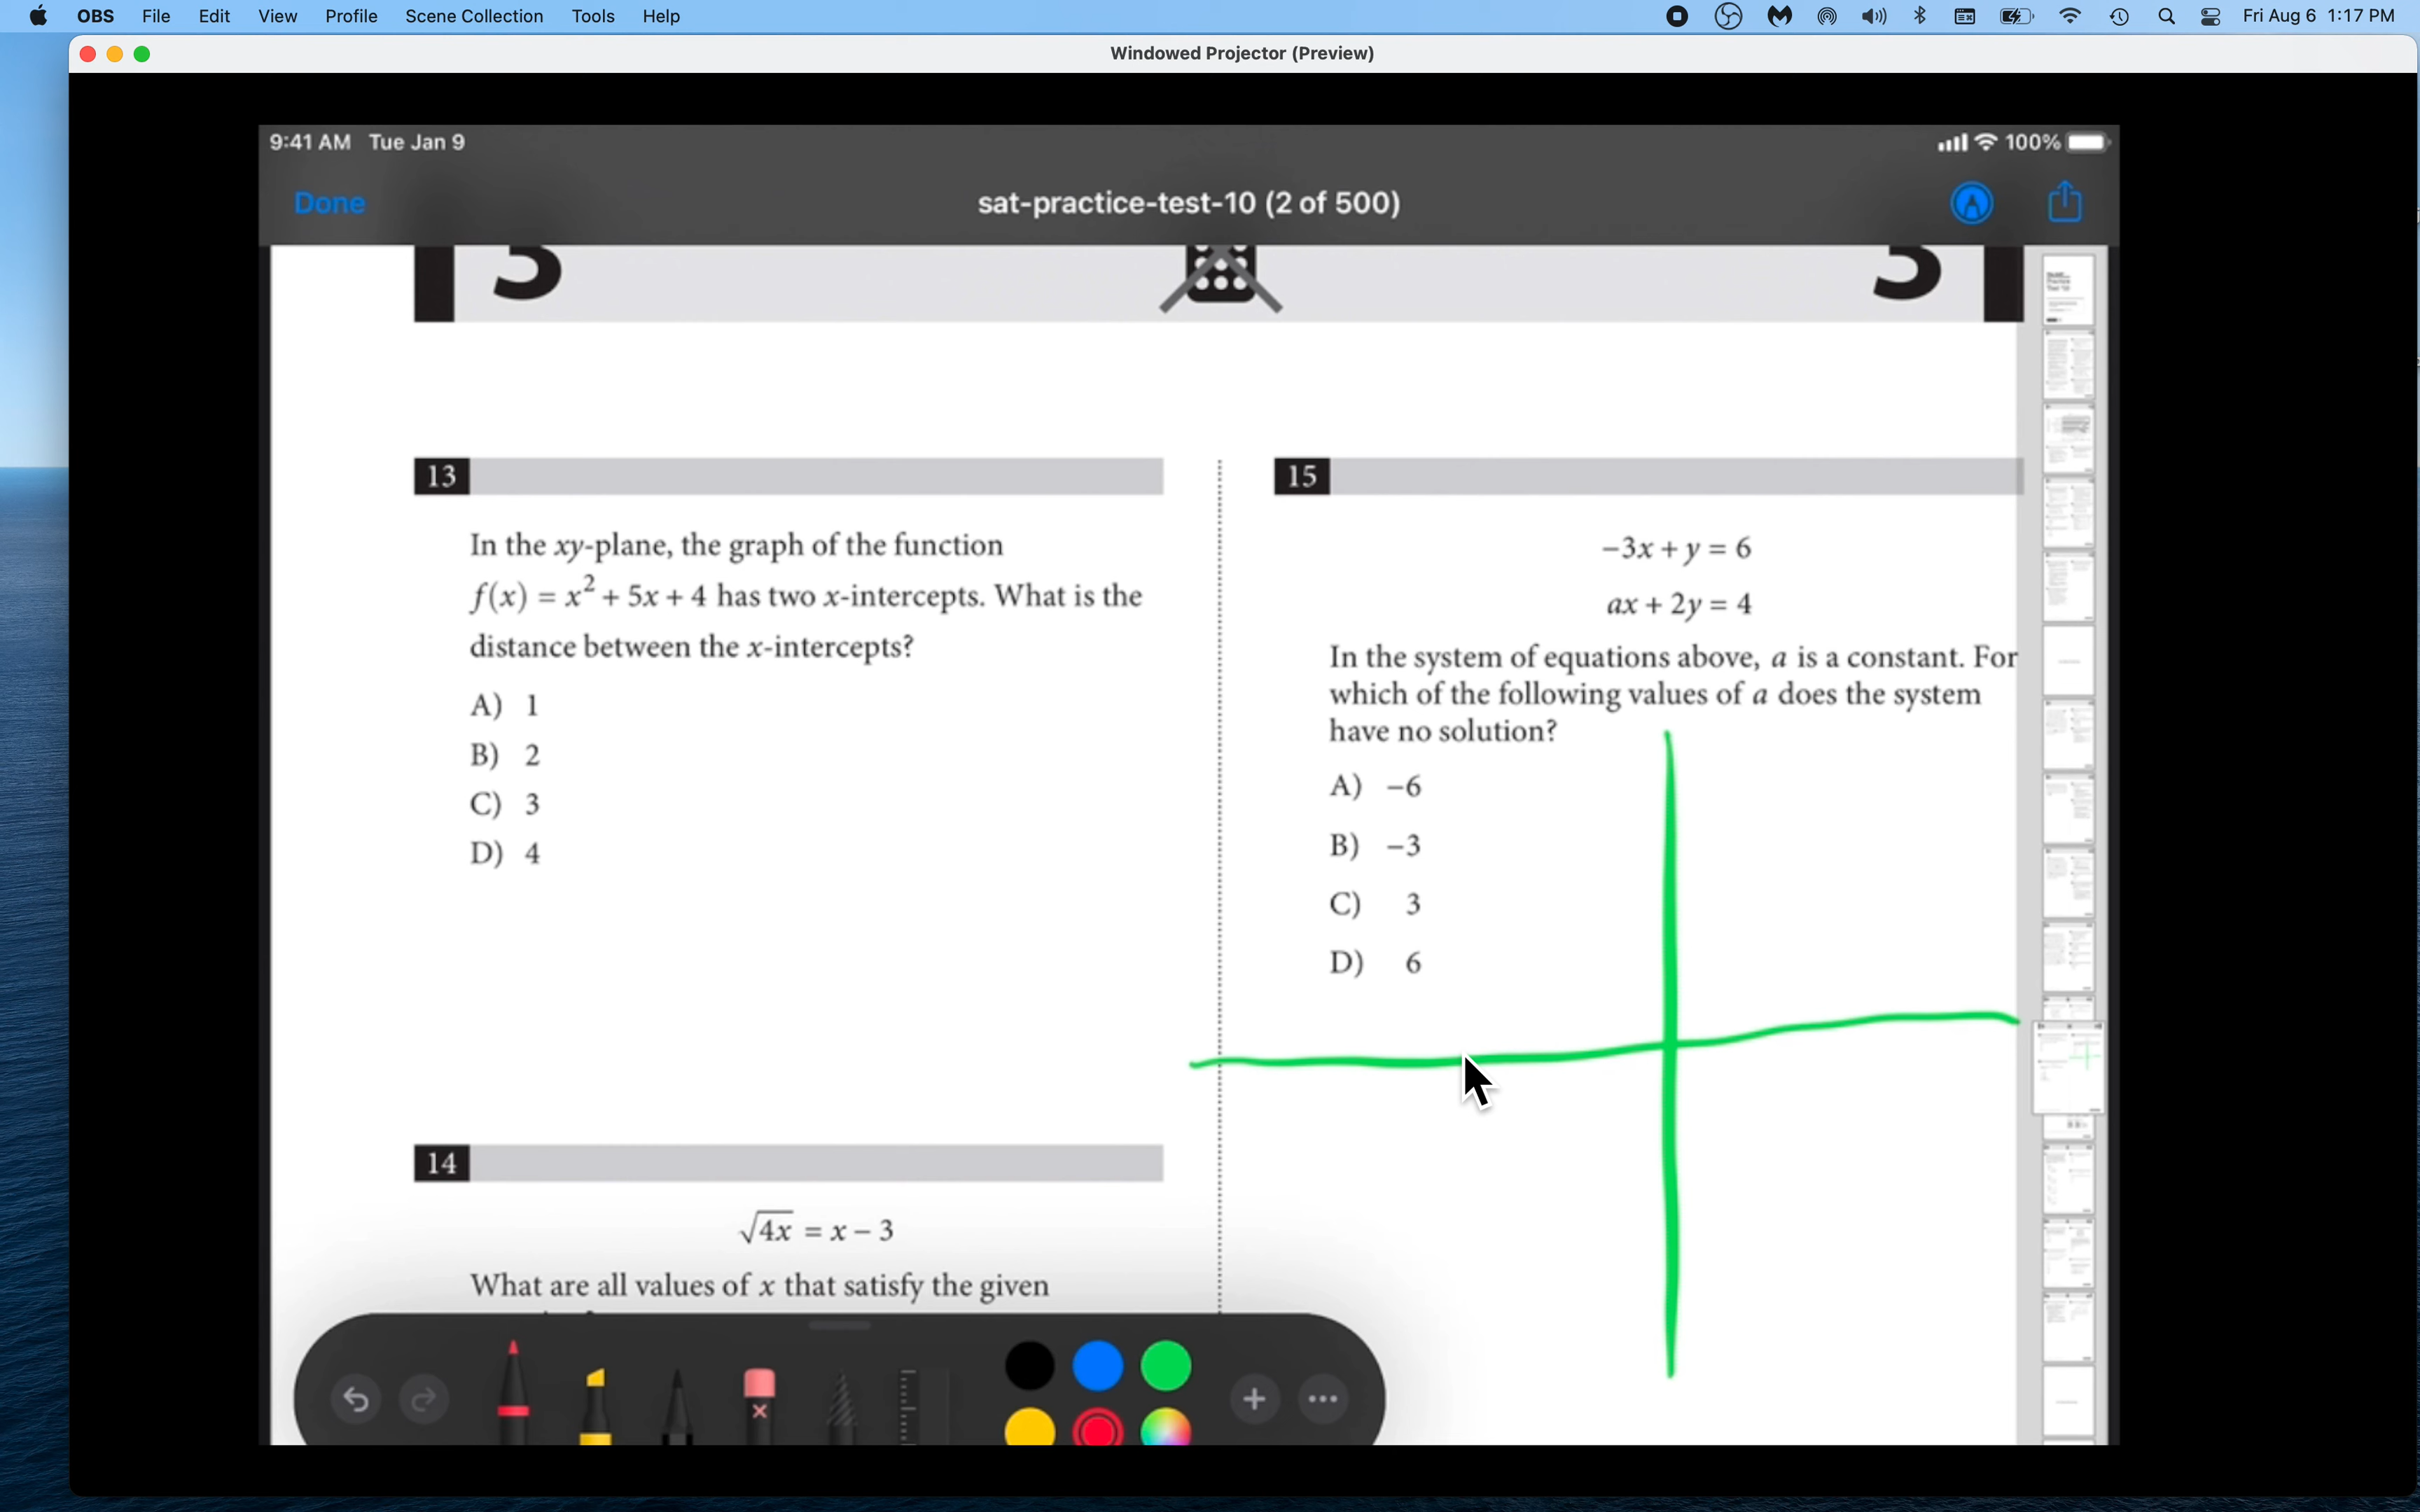 OBS File Edit View Profile Scene Collection Tools Help Fri Aug 6 1:17 PM
Windowed Projector (Preview)
9:41 AM Tue Jan 9 100%
Done sat-practice-test-10 (2 of 500)
3 3
13
In the xy-plane, the graph of the function
f(x) = x² + 5x + 4 has two x-intercepts. What is the
distance between the x-intercepts?
A) 1
B) 2
C) 3
D) 4
14
√4x = x − 3
What are all values of x that satisfy the given
15
−3x + y = 6
ax + 2y = 4
In the system of equations above, a is a constant. For
which of the following values of a does the system
have no solution?
A) −6
B) −3
C) 3
D) 6